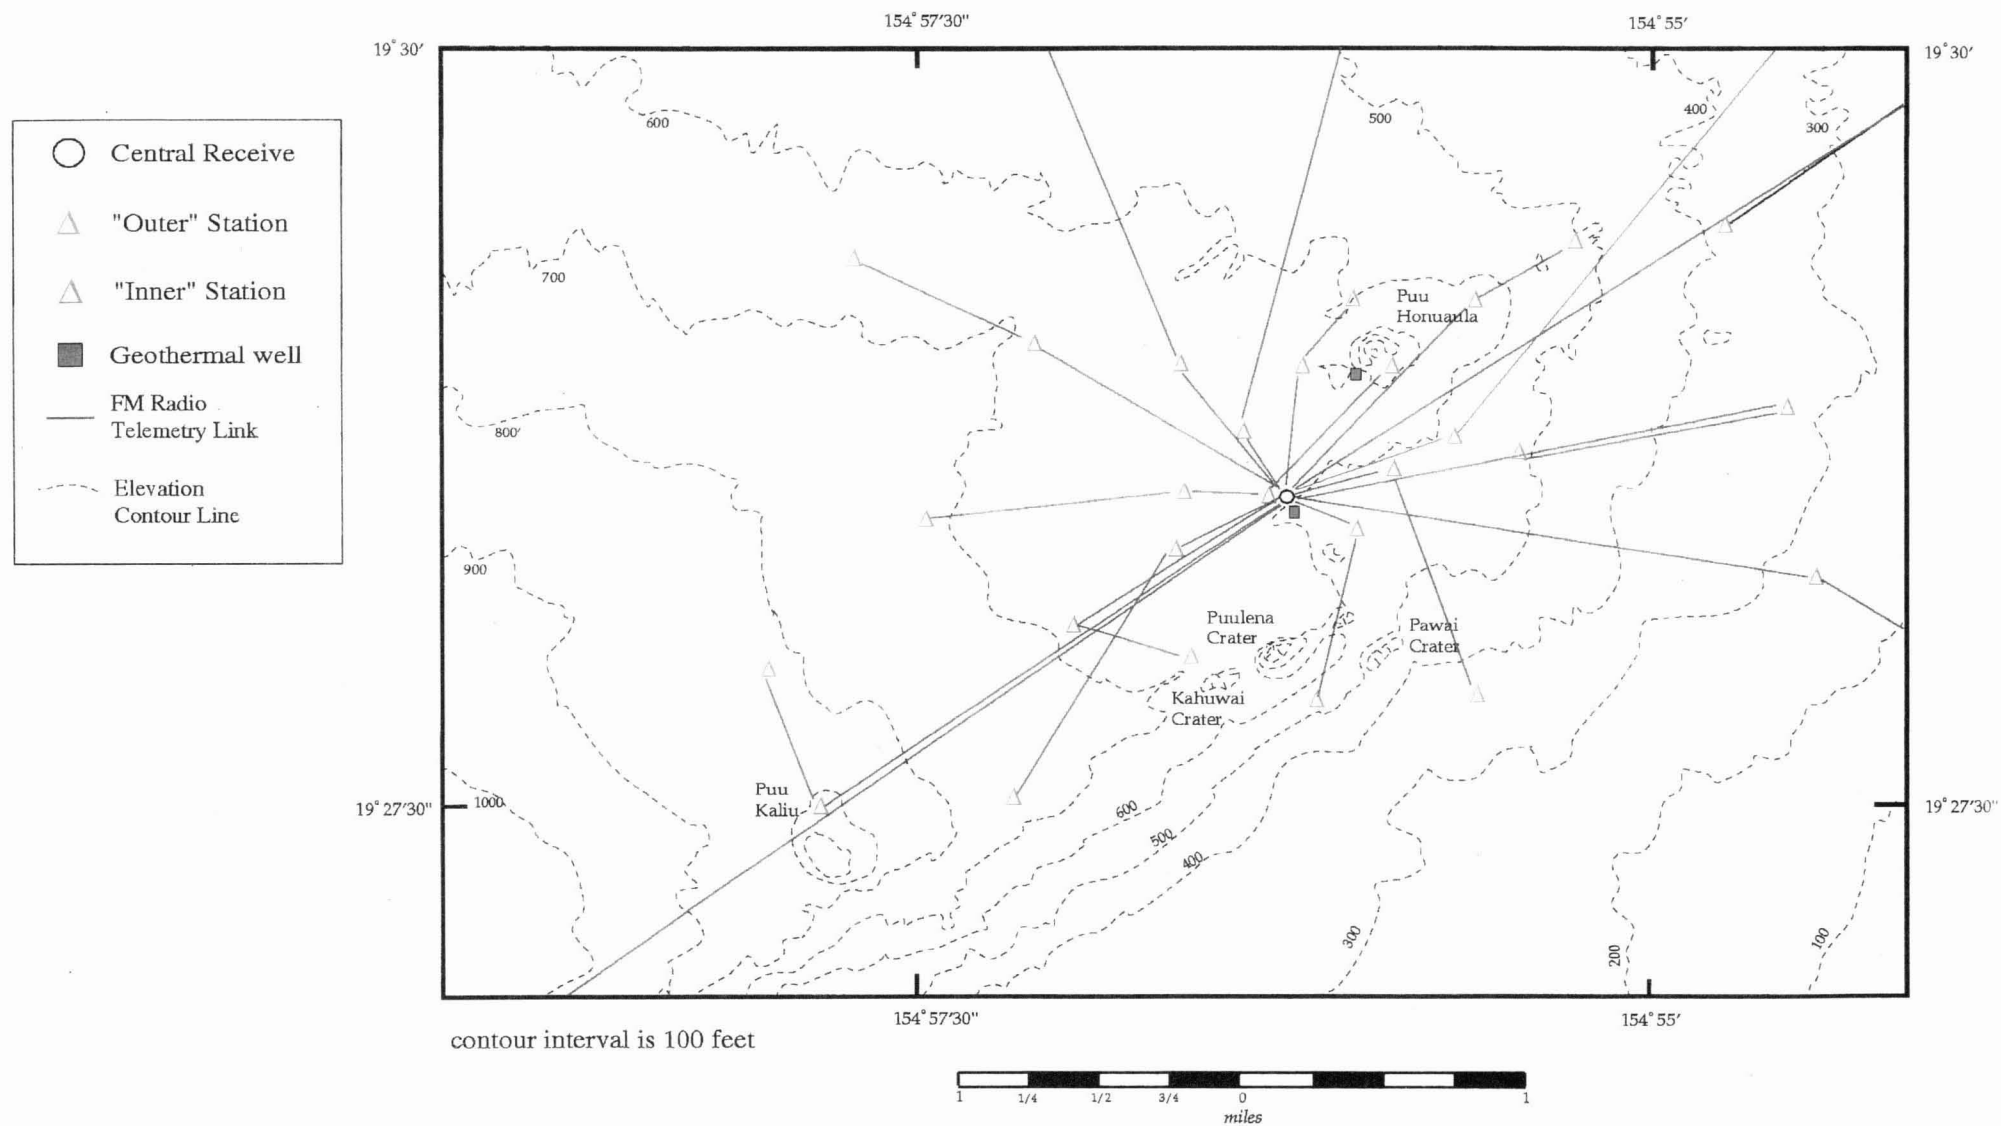 154°57'30"
154°55'
19°30'
19°30'
Central Receive
"Outer" Station
"Inner" Station
Geothermal well
FM Radio
Telemetry Link
Elevation
Contour Line
600
500
400
300
700
Puu
Honuaula
800'
900
Puulena
Crater
Pawai
Crater
Kahuwai
Crater
Puu
Kaliu
1000
19°27'30"
19°27'30"
600
500
400
300
200
100
154°57'30"
154°55'
contour interval is 100 feet
1 1/4 1/2 3/4 0 1
miles